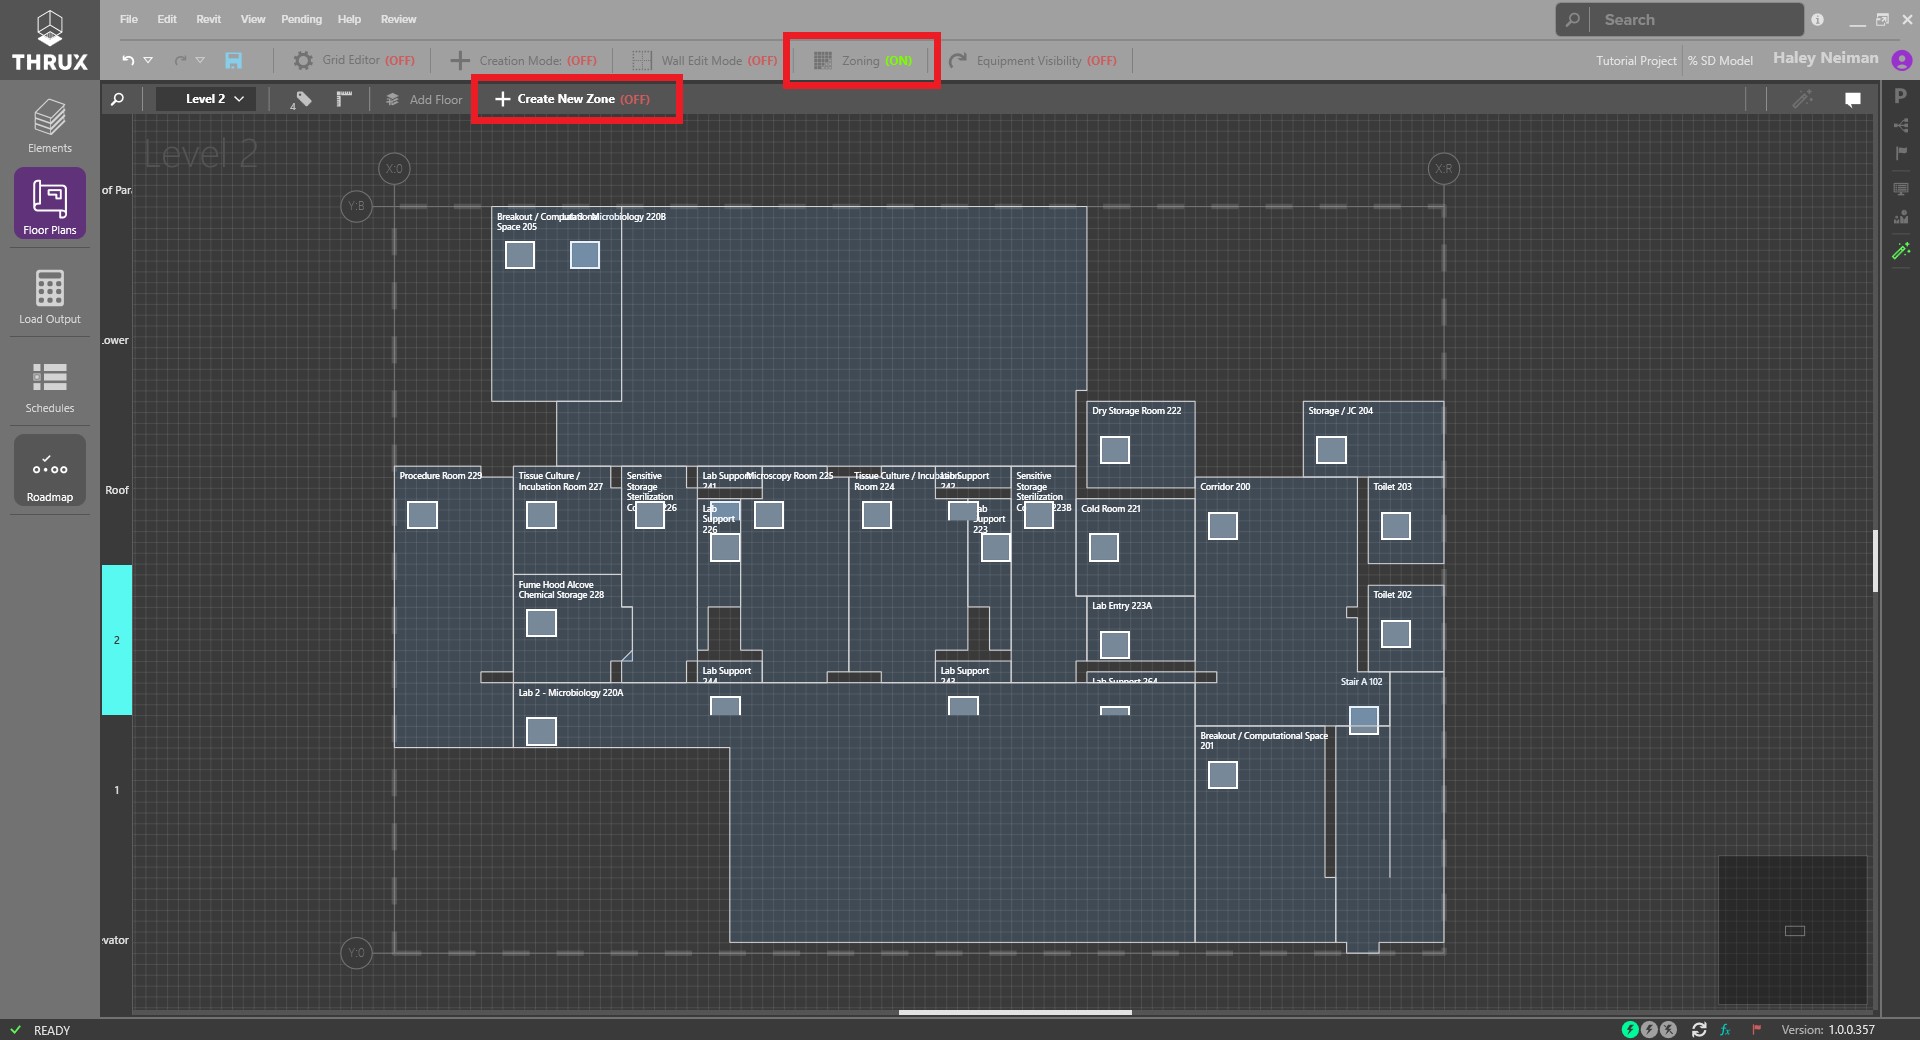 THRUX
File Edit Revit View Pending Help Review
Search
Grid Editor (OFF) Creation Mode: (OFF) Wall Edit Mode (OFF) Zoning (ON) Equipment Visibility (OFF)
Tutorial Project % SD Model Haley Neiman
Level 2 4 Add Floor Create New Zone (OFF)
Elements
Floor Plans
Load Output
Schedules
Roadmap
Level 2
of Par
ower
Roof
2
1
vator
X:0
X:R
Y:B
Y:0
Breakout / Computational
Space 205
Microbiology 220B
Dry Storage Room 222
Storage / JC 204
Procedure Room 229
Tissue Culture /
Incubation Room 227
Sensitive
Storage
Sterilization
Lab Support
241
Microscopy Room 225
Tissue Culture /
Room 224
Lab Support
242
Sensitive
Storage
Sterilization
223B
Lab
Support
226
Support
223
Cold Room 221
Corridor 200
Toilet 203
Fume Hood Alcove
Chemical Storage 228
Lab Entry 223A
Toilet 202
Lab Support
244
Lab Support
243
Lab Support 264
Stair A 102
Lab 2 - Microbiology 220A
Breakout / Computational Space
201
READY
fx
Version: 1.0.0.357
P